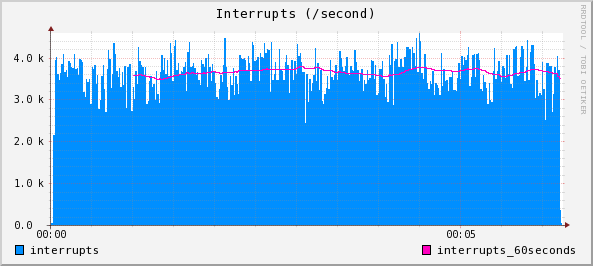 Interrupts (/second)
RRDTOOL / TOBI OETIKER
4.0 k
3.0 k
2.0 k
1.0 k
0.0
00:00 00:05
interrupts interrupts_60seconds